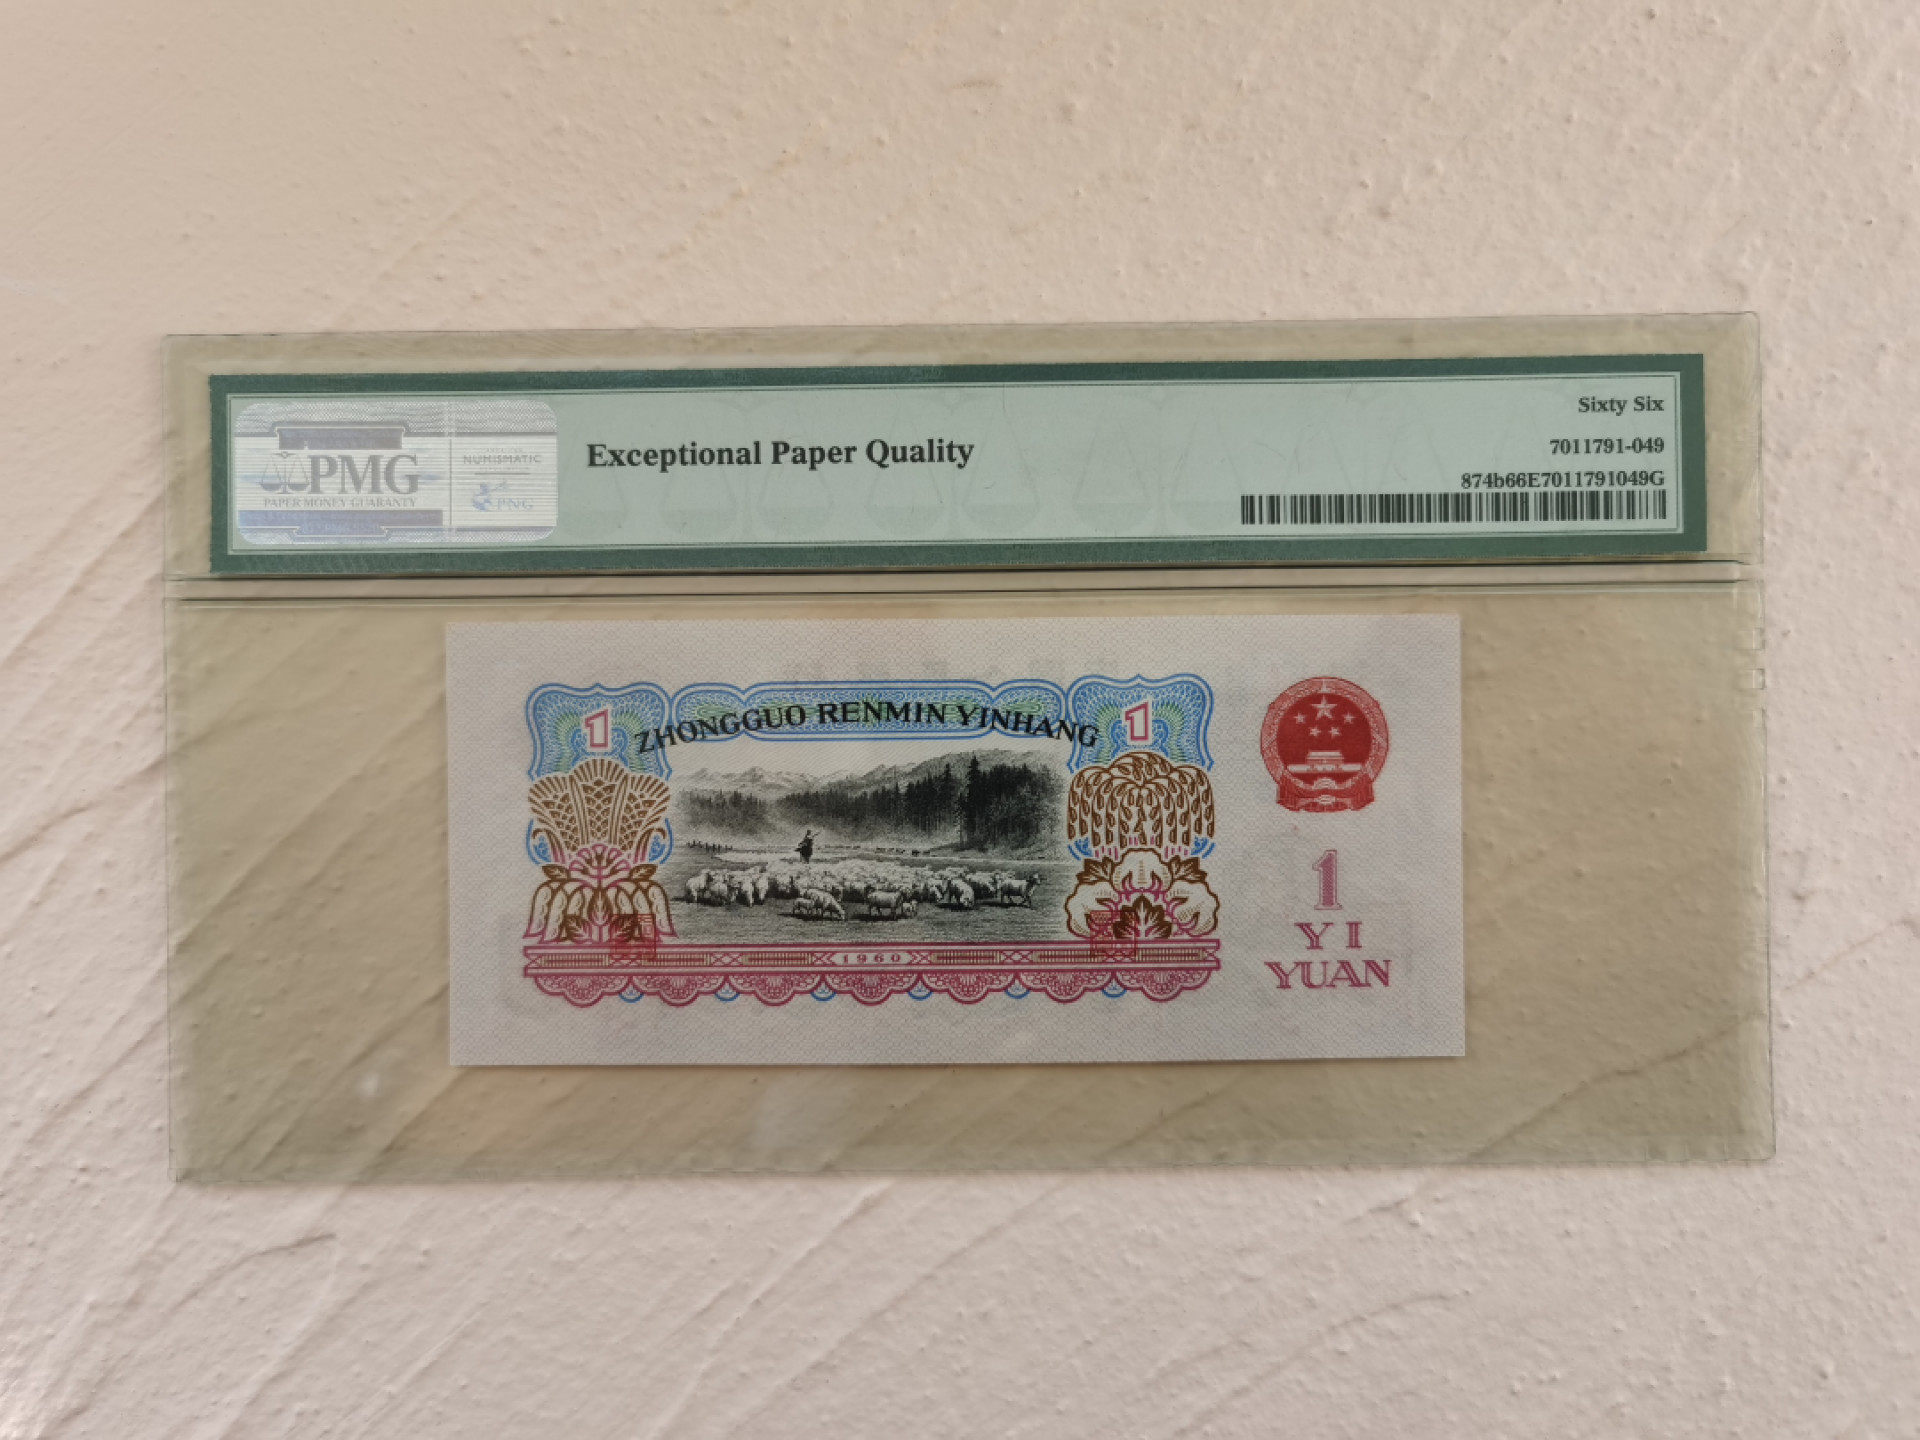 PMG
PAPER MONEY GUARANTY
NUMISMATIC
PNG
Exceptional Paper Quality
Sixty Six
7011791-049
874b66E7011791049G
1
ZHONGGUO RENMIN YINHANG
1
1960
1
YI
YUAN